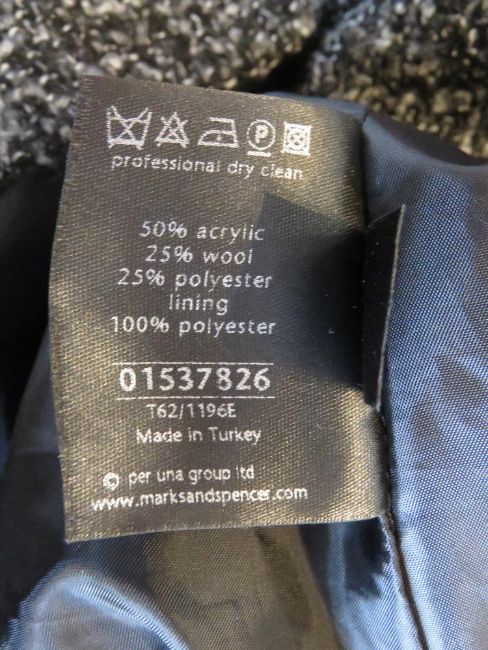 P
professional dry clean
50% acrylic
25% wool
25% polyester
lining
100% polyester
01537826
T62/1196E
Made in Turkey
© per una group ltd
www.marksandspencer.com